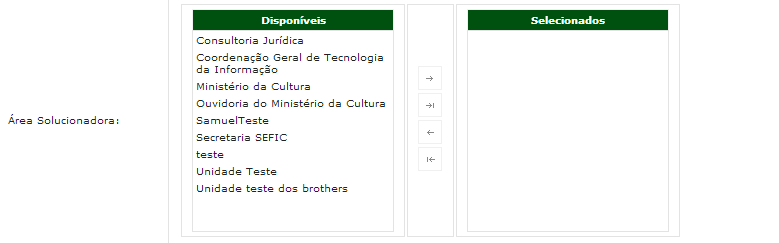 Disponíveis
Selecionados
Consultoria Jurídica
Coordenação Geral de Tecnologia
da Informação
Ministério da Cultura
Ouvidoria do Ministério da Cultura
Área Solucionadora:
SamuelTeste
Secretaria SEFIC
teste
Unidade Teste
Unidade teste dos brothers